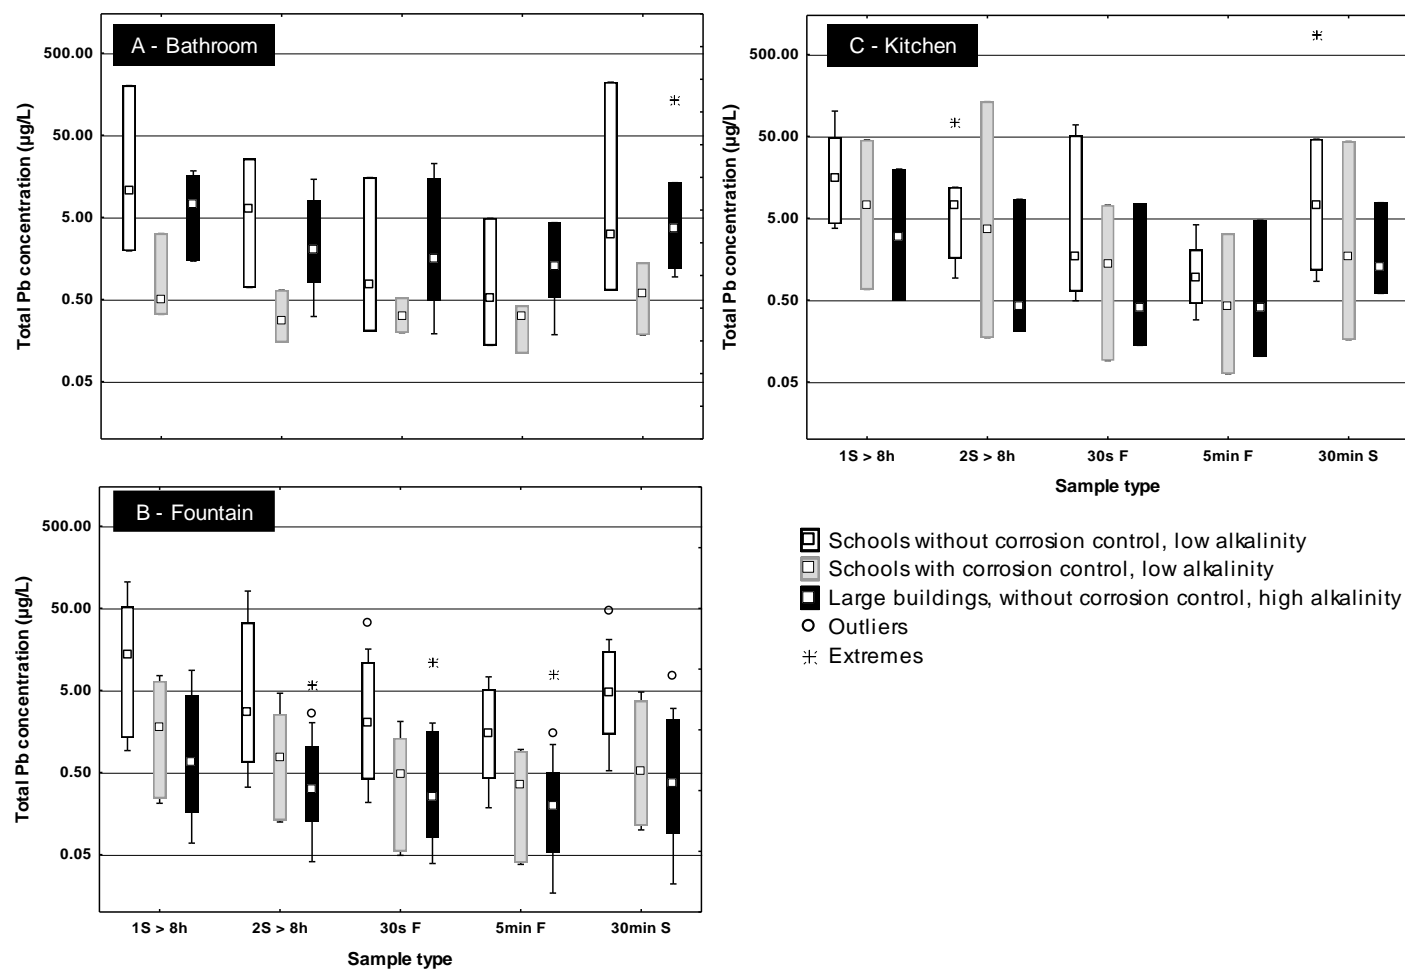 A - Bathroom
500.00
50.00
5.00
0.50
0.05
Total Pb concentration (µg/L)
B - Fountain
500.00
50.00
5.00
0.50
0.05
Total Pb concentration (µg/L)
1S > 8h
2S > 8h
30s F
5min F
30min S
Sample type
C - Kitchen
500.00
50.00
5.00
0.50
0.05
Total Pb concentration (µg/L)
1S > 8h
2S > 8h
30s F
5min F
30min S
Sample type
Schools without corrosion control, low alkalinity
Schools with corrosion control, low alkalinity
Large buildings, without corrosion control, high alkalinity
Outliers
Extremes